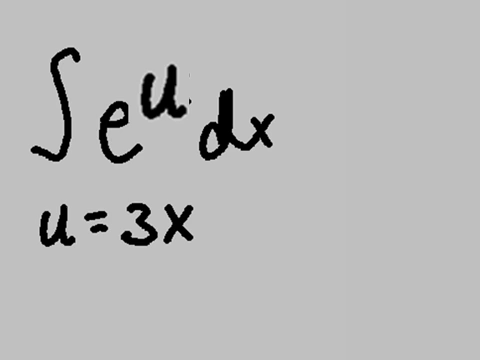 ∫ e^u dx
u = 3x